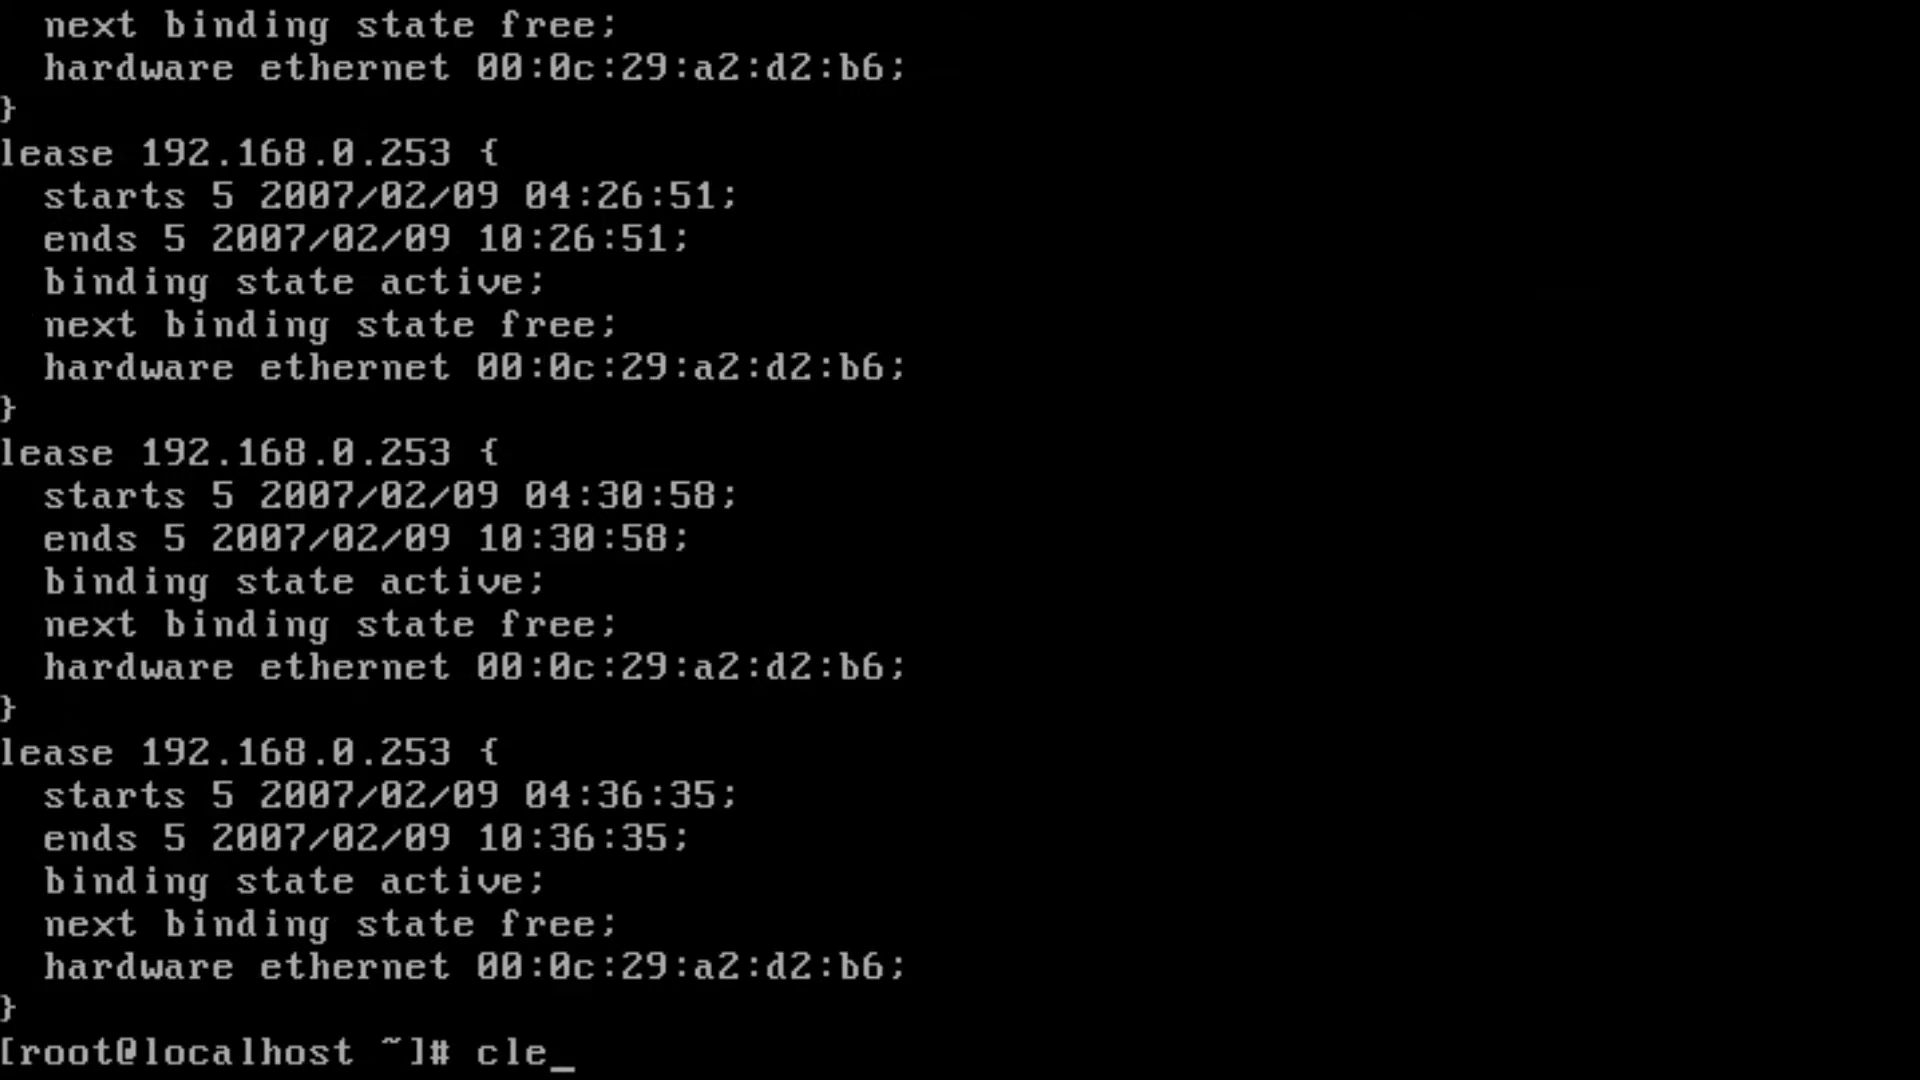 next binding state free;
hardware ethernet 00:0c:29:a2:d2:b6;
}
lease 192.168.0.253 {
starts 5 2007/02/09 04:26:51;
ends 5 2007/02/09 10:26:51;
binding state active;
next binding state free;
hardware ethernet 00:0c:29:a2:d2:b6;
}
lease 192.168.0.253 {
starts 5 2007/02/09 04:30:58;
ends 5 2007/02/09 10:30:58;
binding state active;
next binding state free;
hardware ethernet 00:0c:29:a2:d2:b6;
}
lease 192.168.0.253 {
starts 5 2007/02/09 04:36:35;
ends 5 2007/02/09 10:36:35;
binding state active;
next binding state free;
hardware ethernet 00:0c:29:a2:d2:b6;
}
[root@localhost ~]# cle_